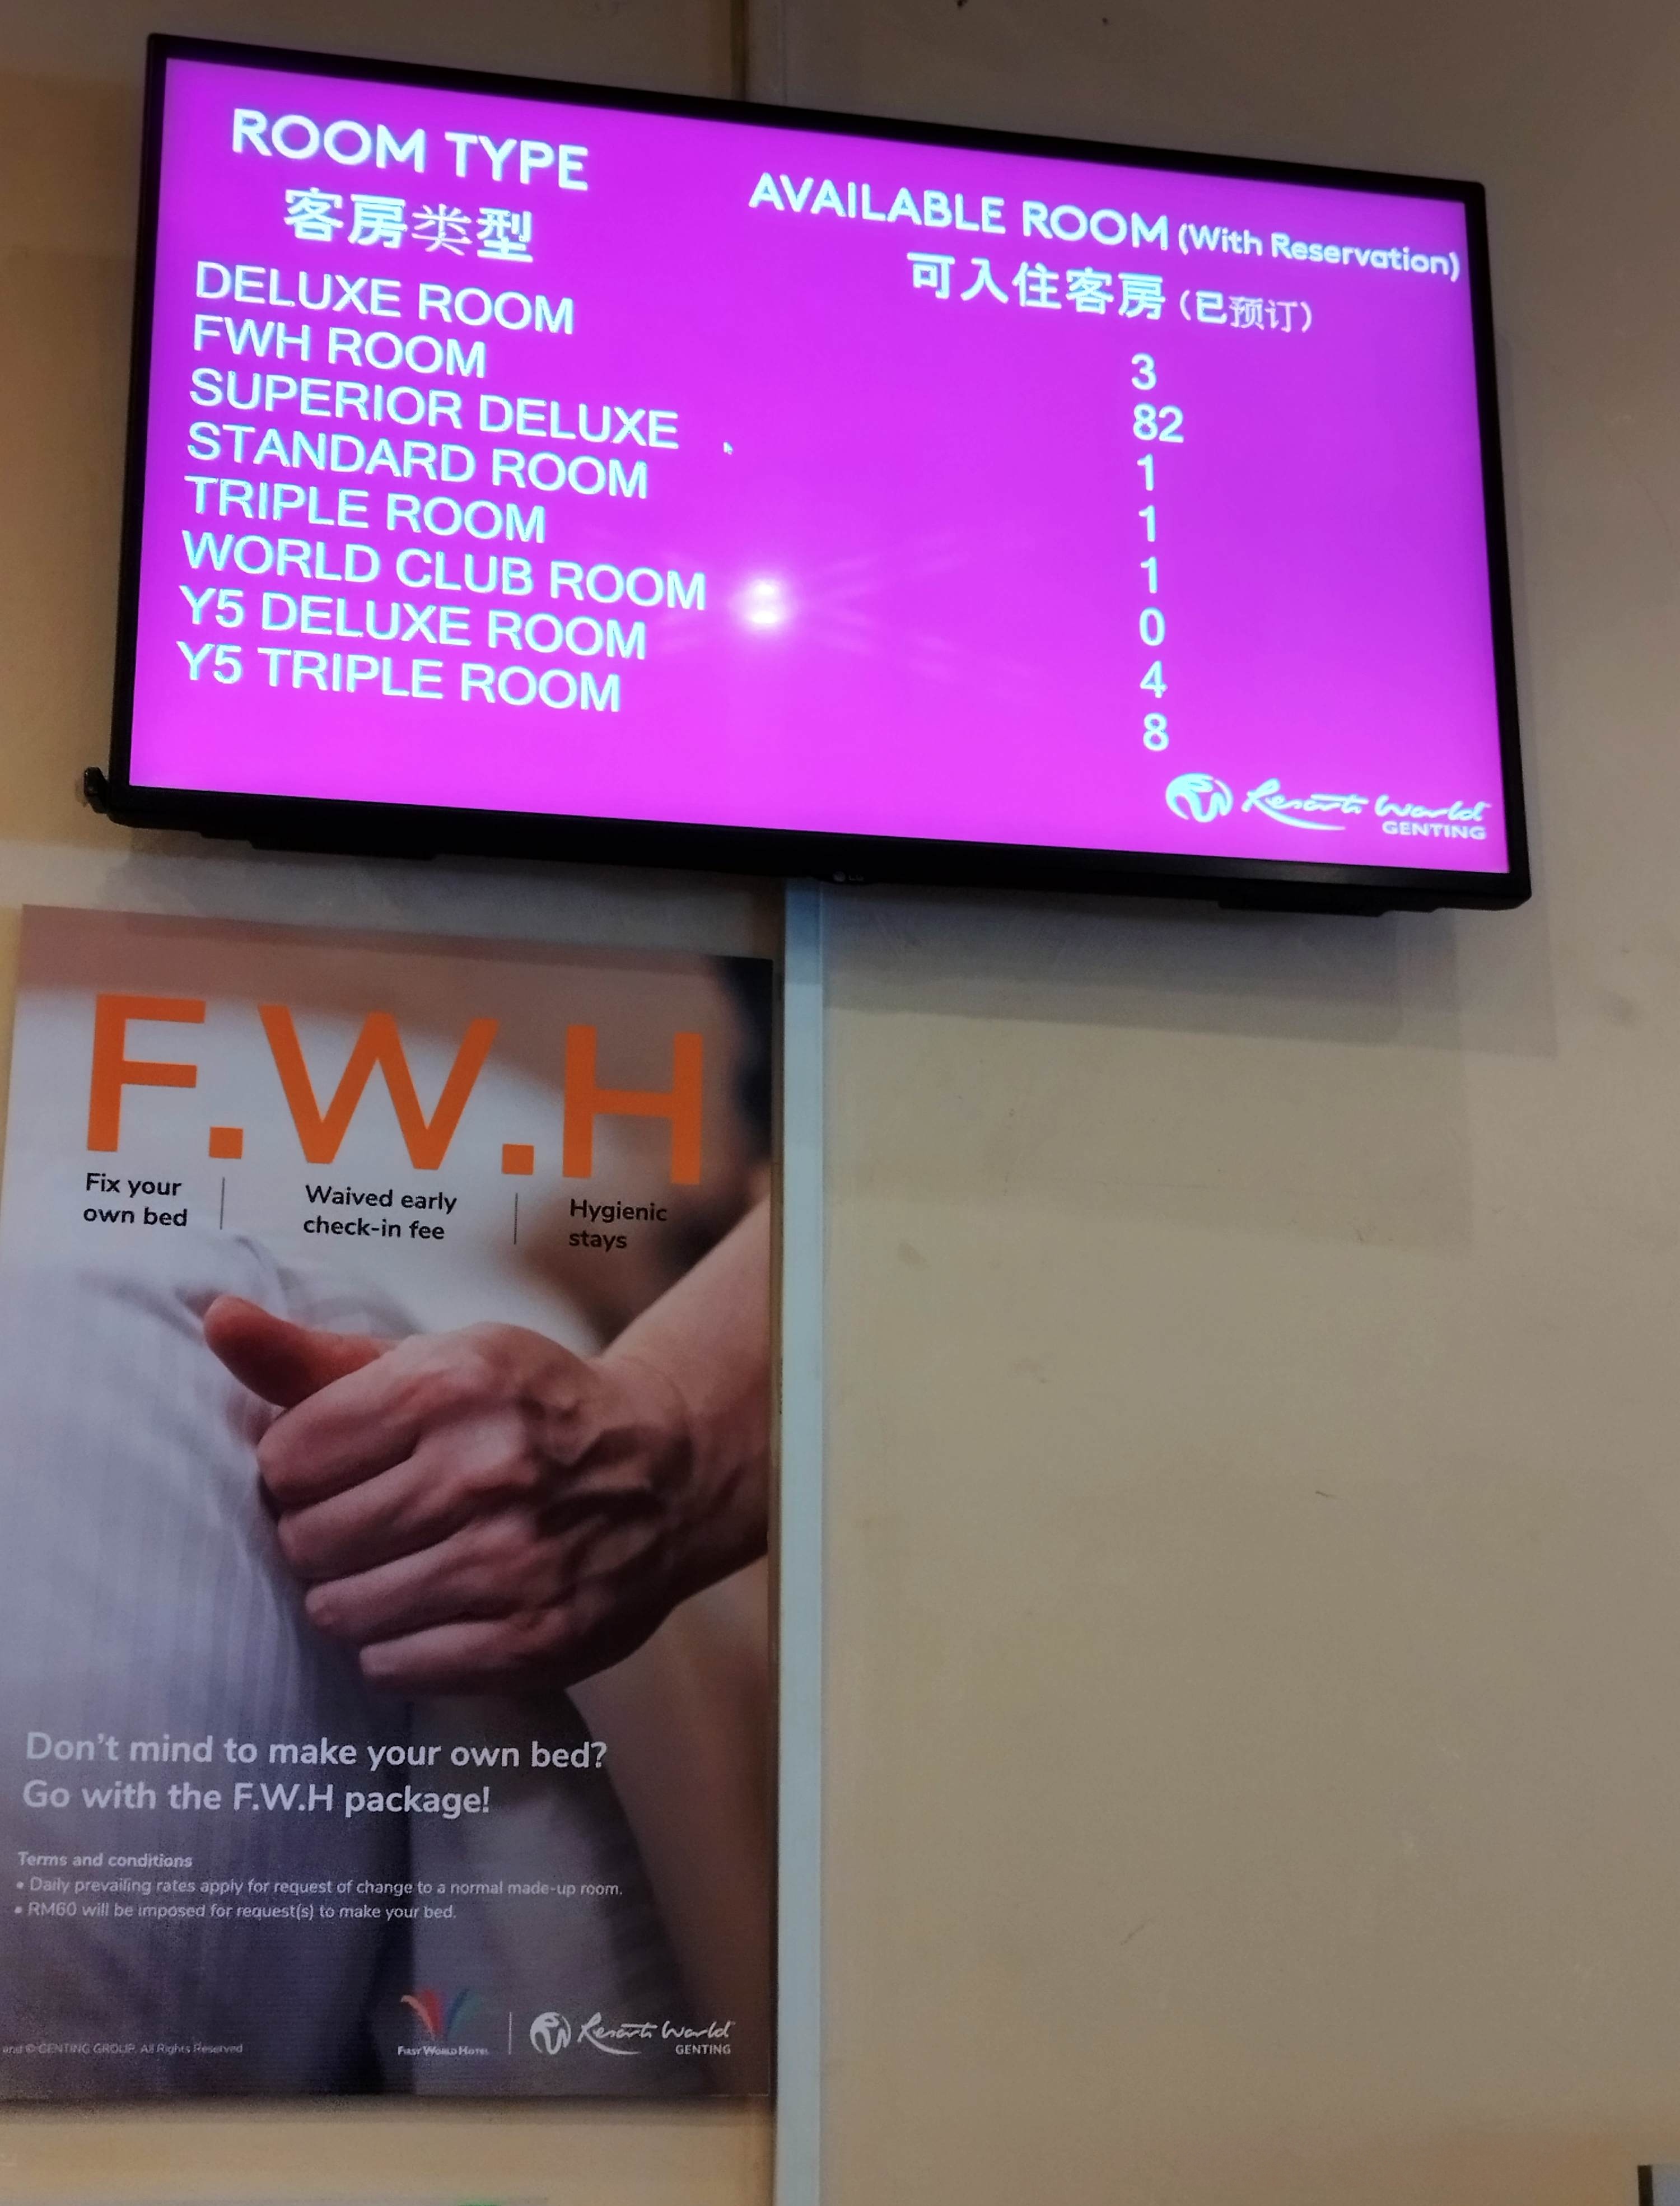 ROOM TYPE
客房类型
AVAILABLE ROOM (With Reservation)
可入住客房 (已预订)
DELUXE ROOM 3
FWH ROOM 82
SUPERIOR DELUXE 1
STANDARD ROOM 1
TRIPLE ROOM 1
WORLD CLUB ROOM 0
Y5 DELUXE ROOM 4
Y5 TRIPLE ROOM 8
Resorts World
GENTING
LG
F.W.H
Fix your
own bed
Waived early
check-in fee
Hygienic
stays
Don't mind to make your own bed?
Go with the F.W.H package!
Terms and conditions
• Daily prevailing rates apply for request of change to a normal made-up room.
• RM60 will be imposed for request(s) to make your bed.
and © GENTING GROUP. All Rights Reserved
FIRST WORLD HOTEL
Resorts World
GENTING